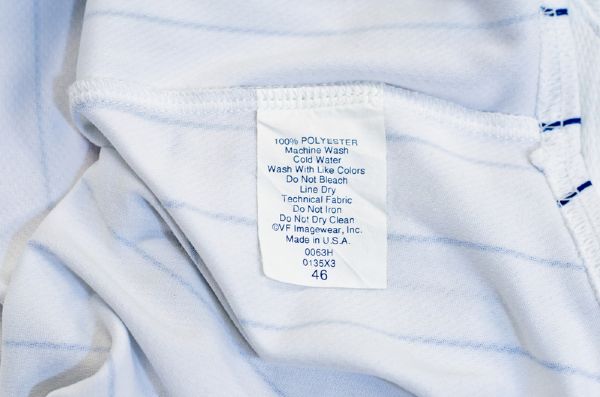 100% POLYESTER
Machine Wash
Cold Water
Wash With Like Colors
Do Not Bleach
Line Dry
Technical Fabric
Do Not Iron
Do Not Dry Clean
©VF Imagewear, Inc.
Made in U.S.A.
0063H
0135X3
46